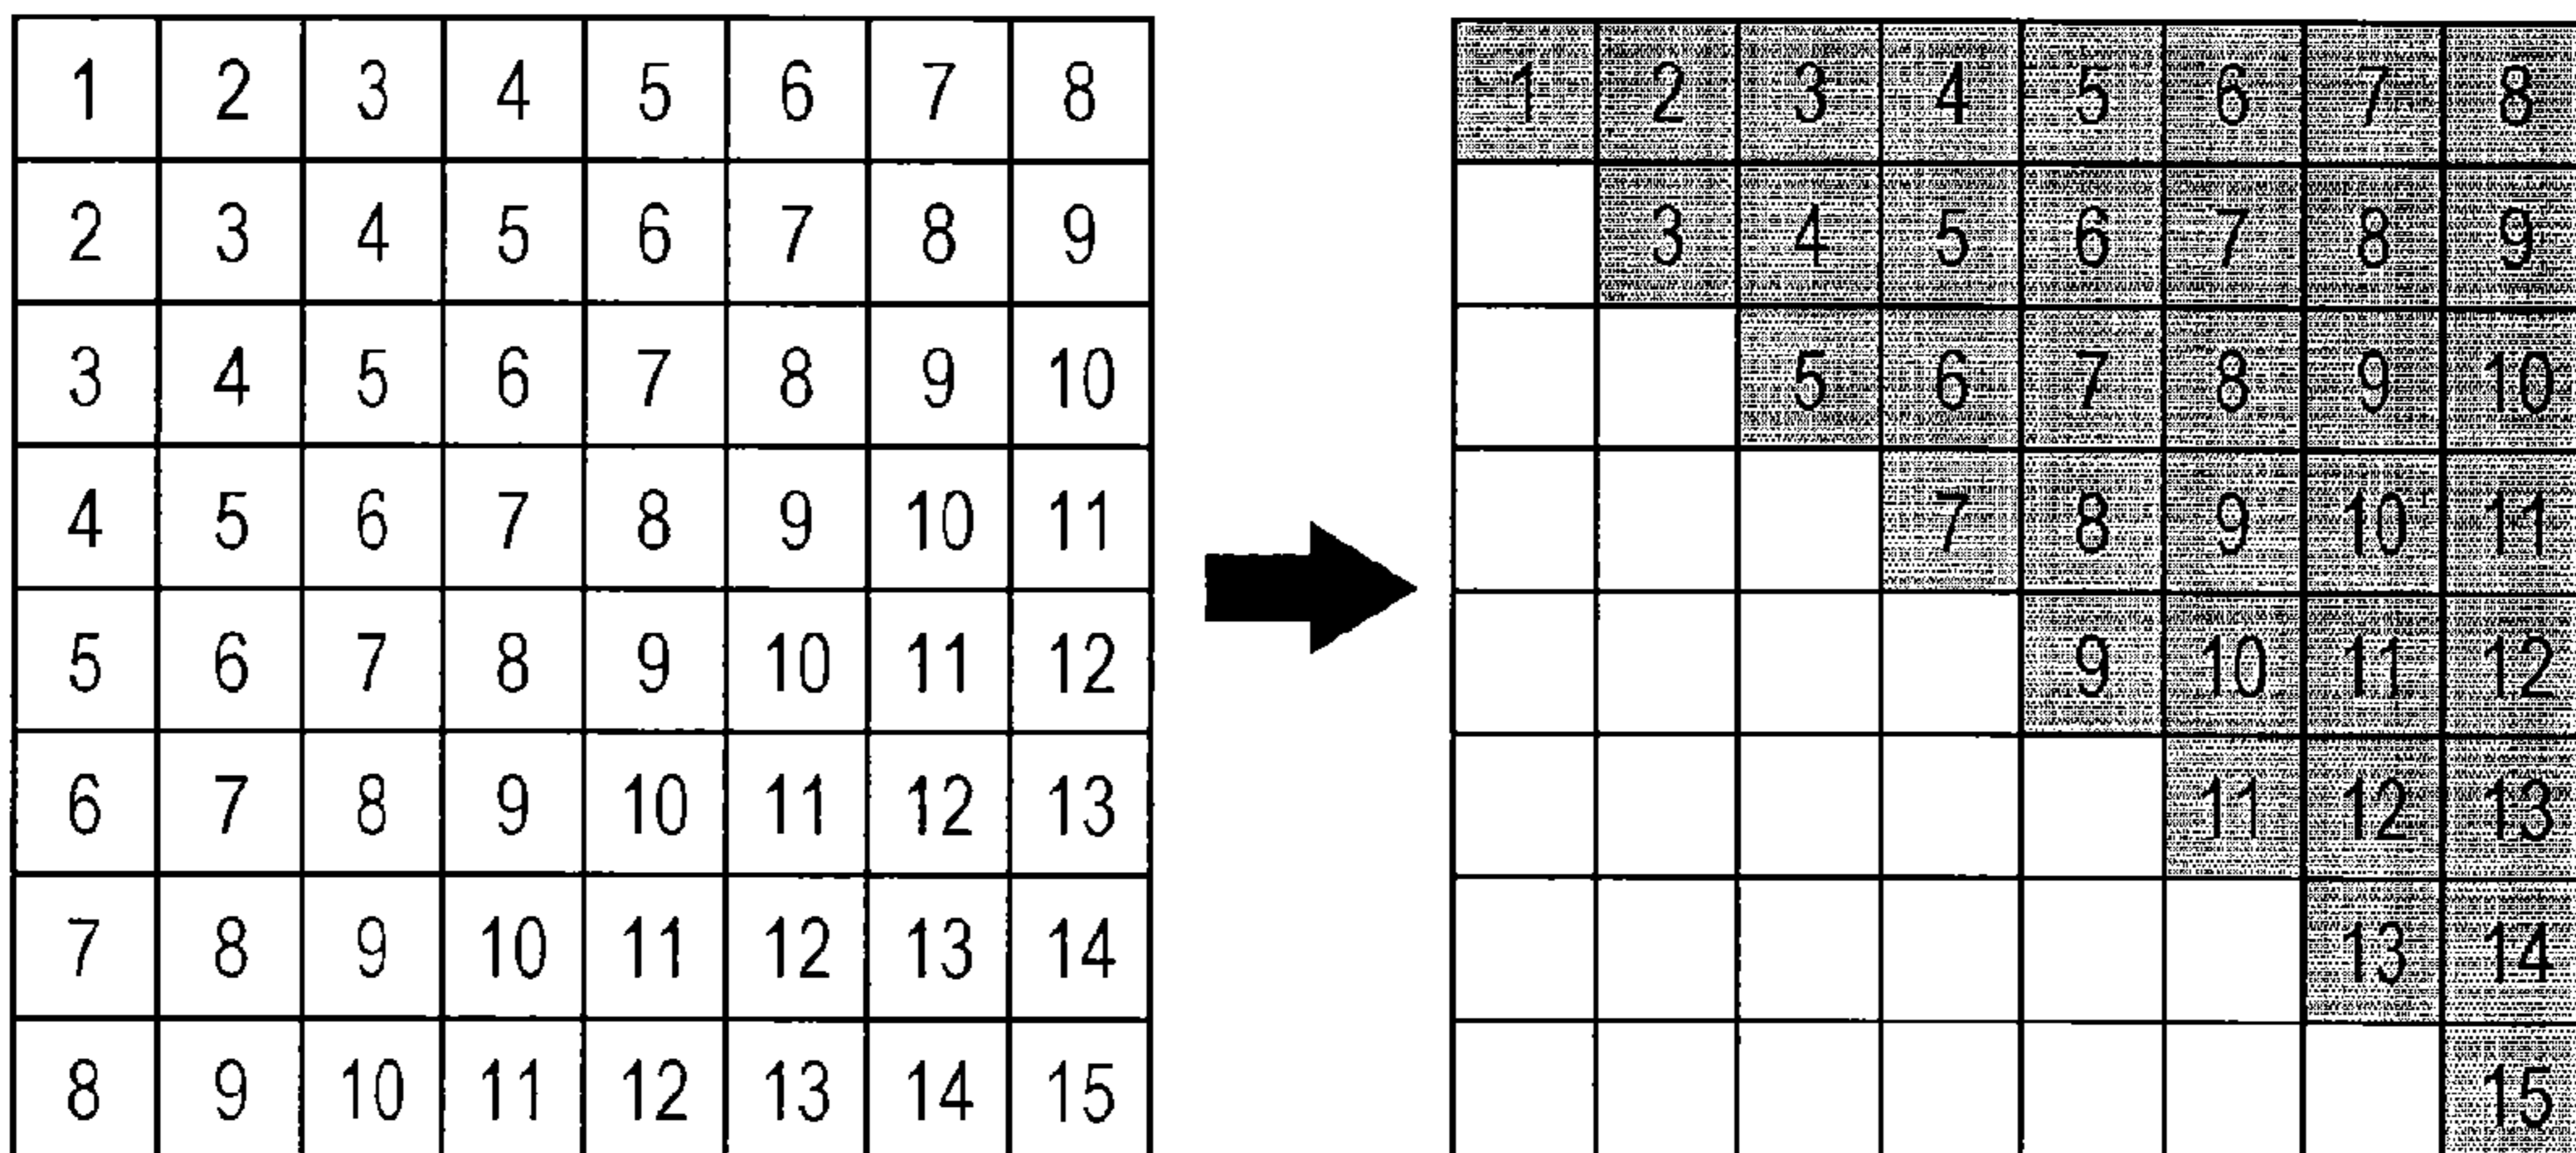 1 2 3 4 5 6 7 8
2 3 4 5 6 7 8 9
3 4 5 6 7 8 9 10
4 5 6 7 8 9 10 11
5 6 7 8 9 10 11 12
6 7 8 9 10 11 12 13
7 8 9 10 11 12 13 14
8 9 10 11 12 13 14 15
1 2 3 4 5 6 7 8
3 4 5 6 7 8 9
5 6 7 8 9 10
7 8 9 10 11
9 10 11 12
11 12 13
13 14
15